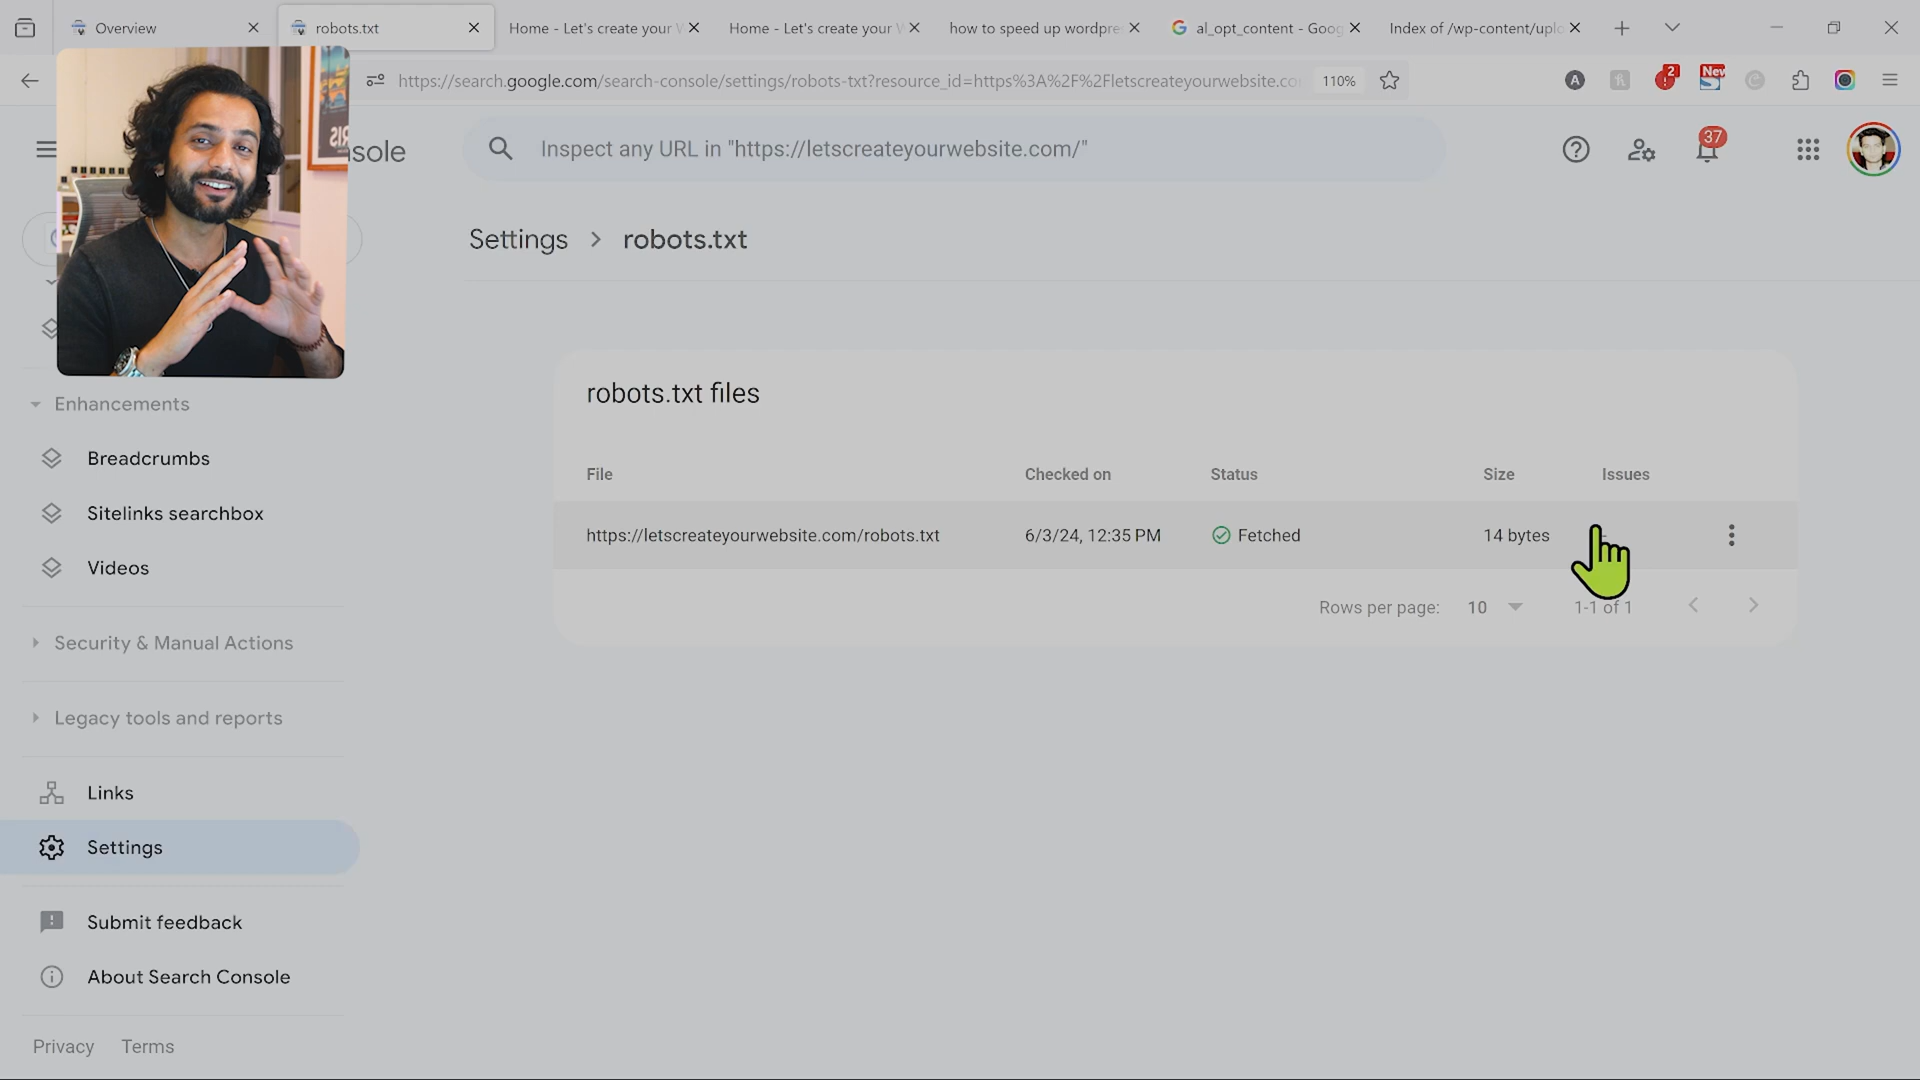 Overview
robots.txt
Home - Let's create your W
Home - Let's create your W
how to speed up wordpre
al_opt_content - Goog
Index of /wp-content/uplo
https://search.google.com/search-console/settings/robots-txt?resource_id=https%3A%2F%2Fletscreateyourwebsite.co
110%
A
2
New
sole
Inspect any URL in "https://letscreateyourwebsite.com/"
37
Settings > robots.txt
robots.txt files
File Checked on Status Size Issues
https://letscreateyourwebsite.com/robots.txt 6/3/24, 12:35 PM Fetched 14 bytes
Rows per page: 10 1-1 of 1
Enhancements
Breadcrumbs
Sitelinks searchbox
Videos
Security & Manual Actions
Legacy tools and reports
Links
Settings
Submit feedback
About Search Console
Privacy Terms